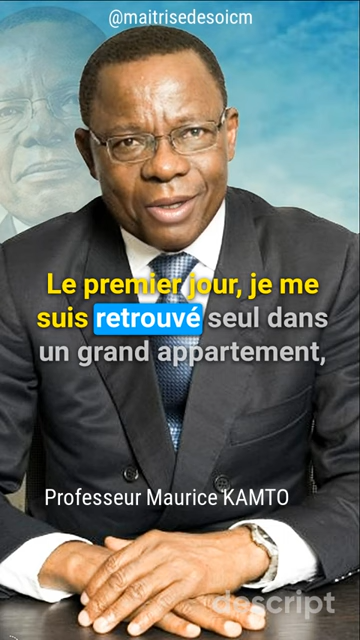 @maitrisedesoicm
Le premier jour, je me
suis retrouvé seul dans
un grand appartement,
Professeur Maurice KAMTO
descript